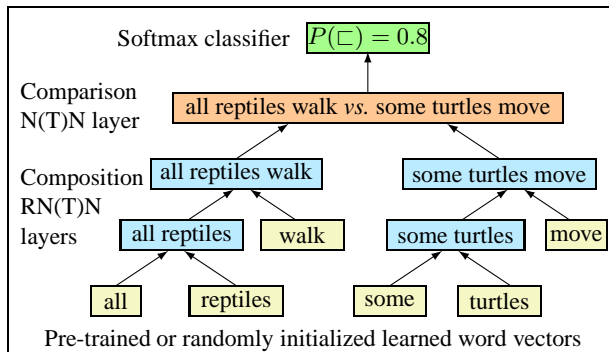 Softmax classifier P(⊏) = 0.8
Comparison
N(T)N layer
all reptiles walk vs. some turtles move
Composition
RN(T)N
layers
all reptiles walk some turtles move
all reptiles walk some turtles move
all reptiles some turtles
Pre-trained or randomly initialized learned word vectors